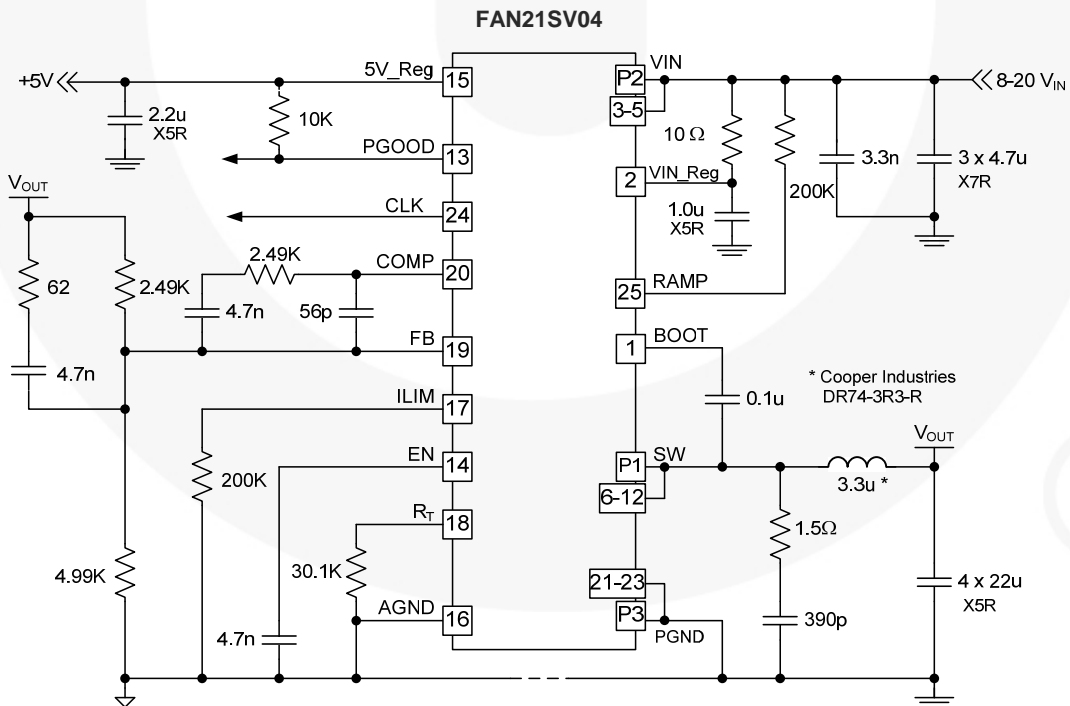 FAN21SV04
+5V
5V_Reg
15
P2
VIN
8-20 VIN
3-5
2.2u
X5R
10K
10 Ω
200K
3.3n
3 x 4.7u
X7R
PGOOD
13
2
VIN_Reg
1.0u
X5R
VOUT
CLK
24
62
2.49K
2.49K
COMP
20
4.7n
56p
25
RAMP
FB
19
1
BOOT
4.7n
0.1u
* Cooper Industries
DR74-3R3-R
ILIM
17
200K
EN
14
P1
SW
6-12
3.3u *
VOUT
RT
18
1.5Ω
4.99K
30.1K
21-23
4 x 22u
X5R
AGND
16
P3
PGND
390p
4.7n